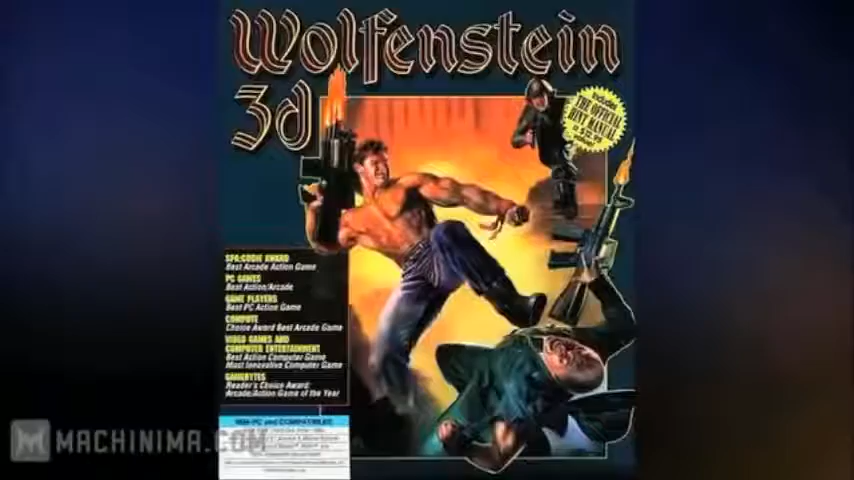 Wolfenstein
3d
THE OFFICIAL
HINT MANUAL
SPA:CODIE AWARD
Best Arcade Action Game
PC GAMES
Best Action/Arcade
GAME PLAYERS
Best PC Action Game
COMPUTE
Choice Award Best Arcade Game
VIDEO GAMES AND
COMPUTER ENTERTAINMENT
Best Action Computer Game
Most Innovative Computer Game
GAMEBYTES
Reader's Choice Award:
Arcade/Action Game of the Year
IBM-PC and COMPATIBLES
MACHINIMA.COM